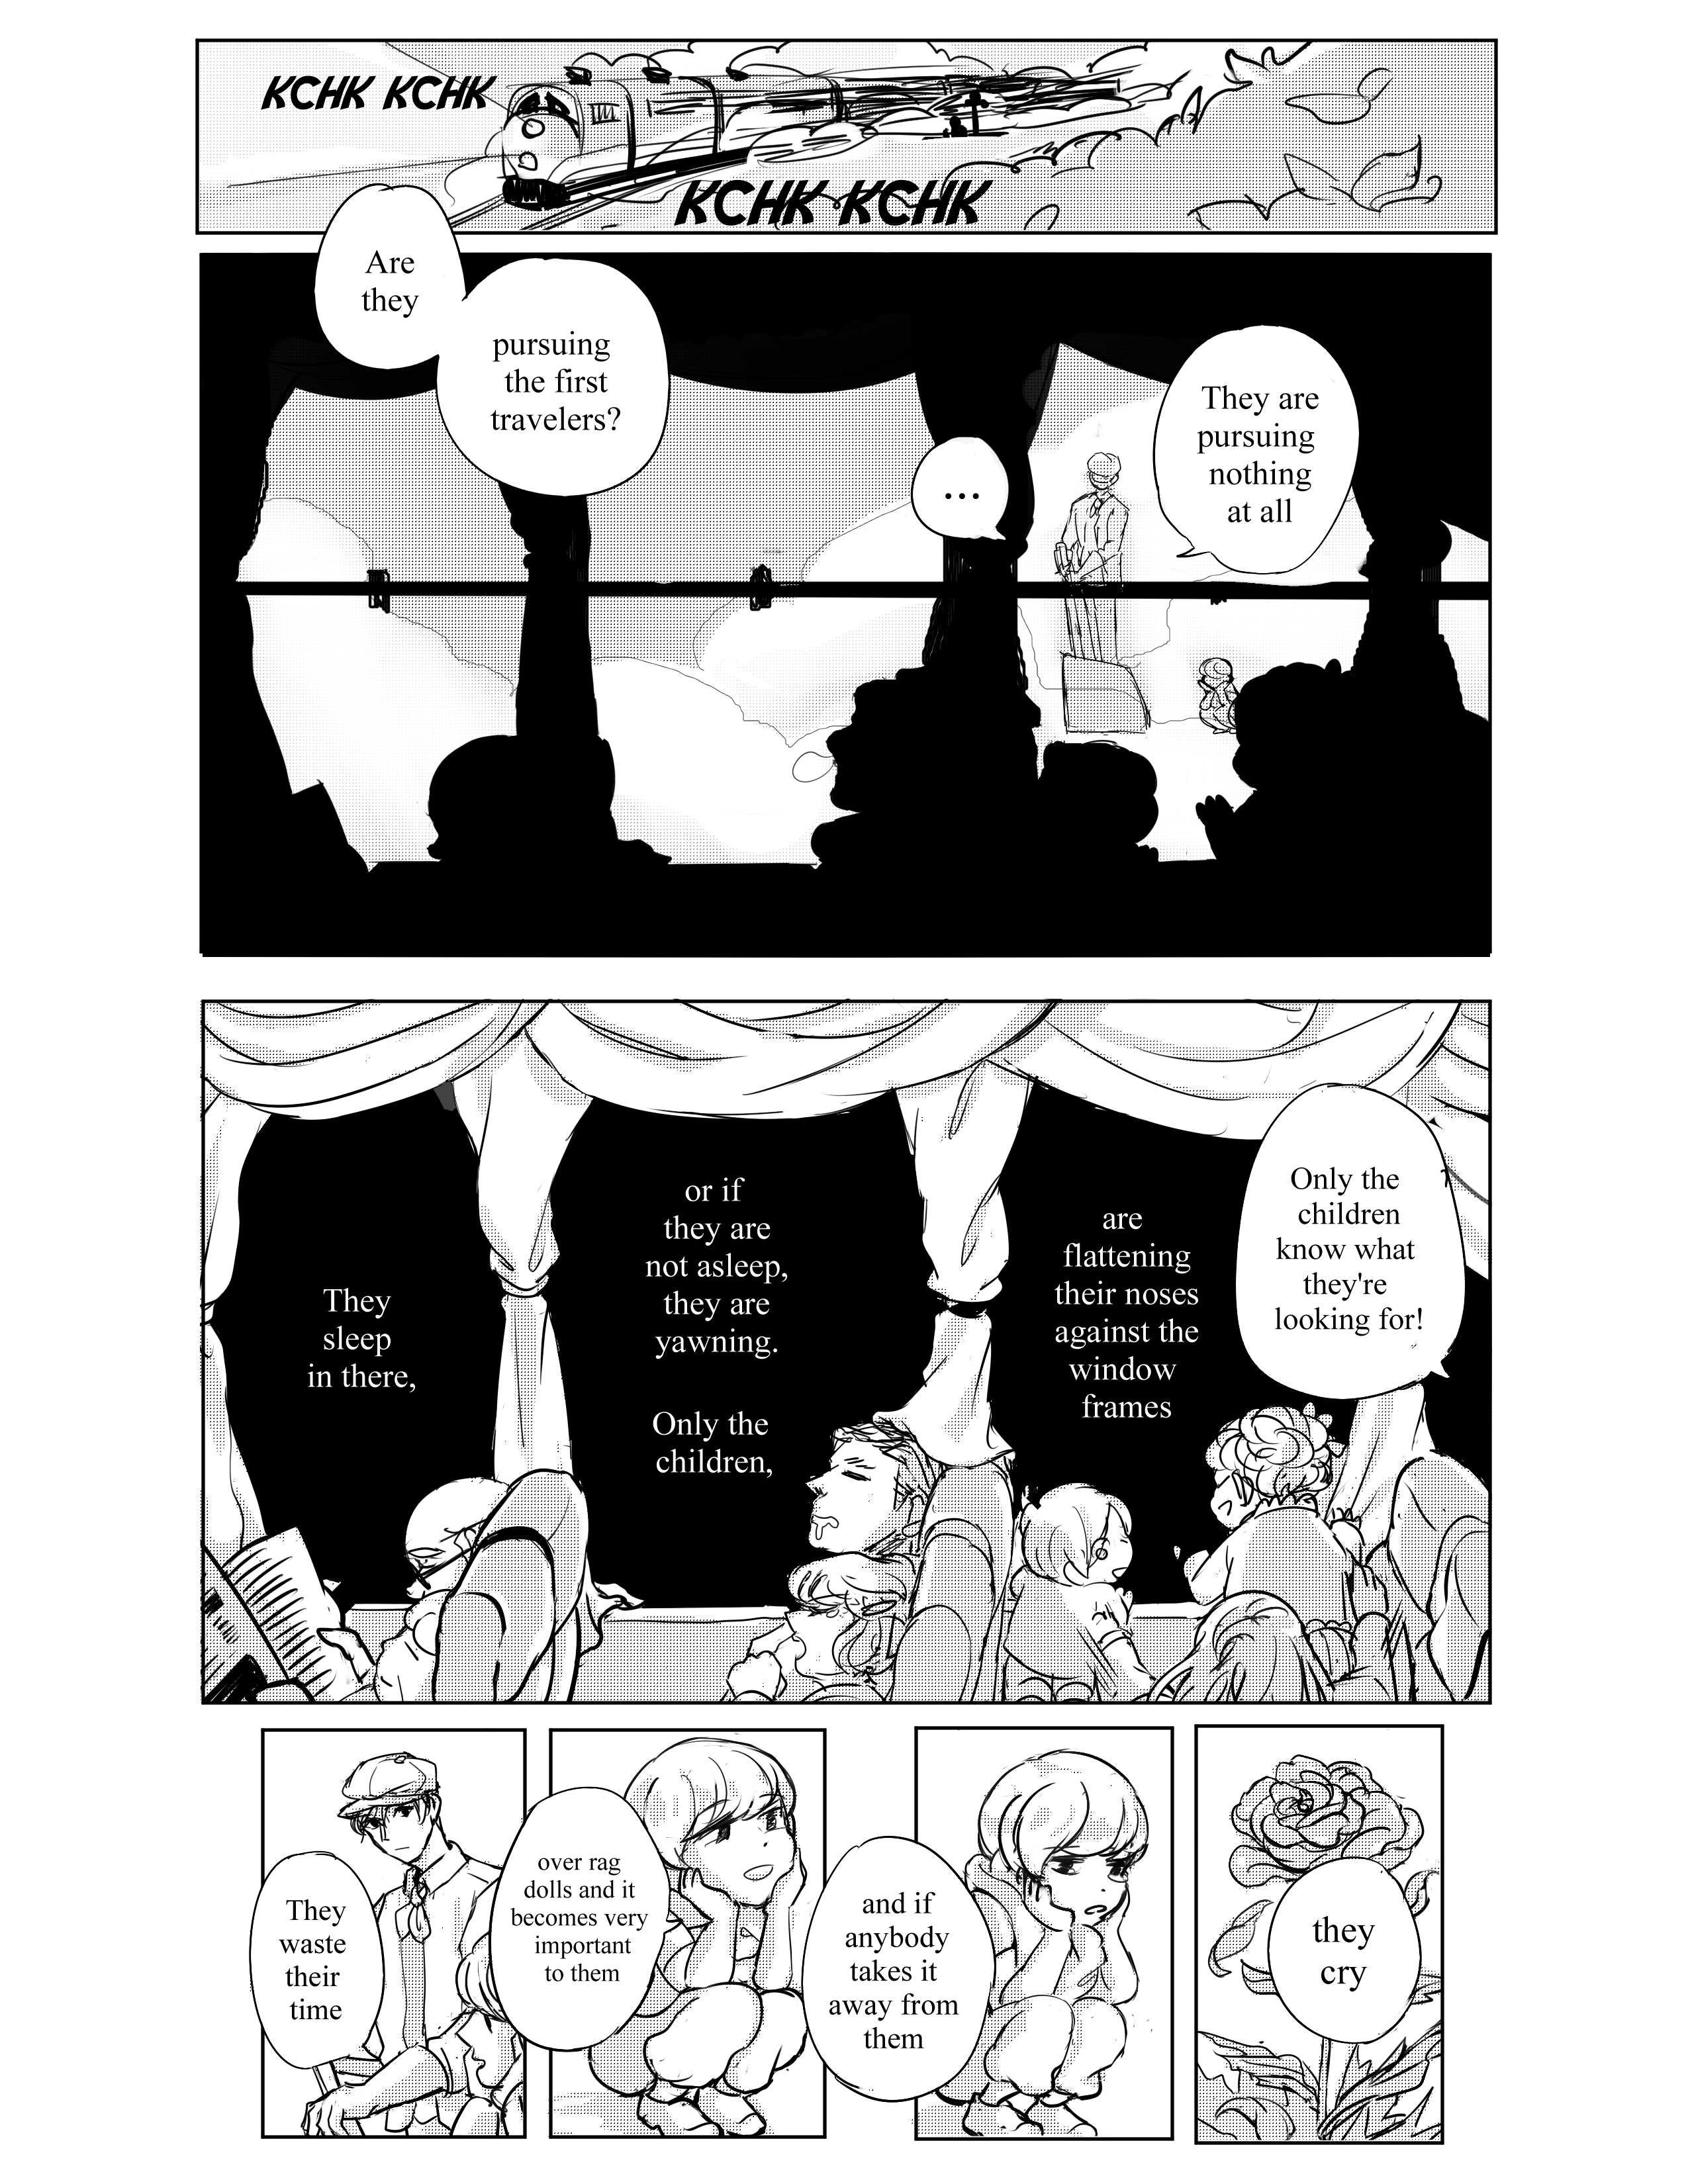 KCHK KCHK
KCHK KCHK
Are
they
pursuing
the first
travelers?
...
They are
pursuing
nothing
at all
They
sleep
in there,
or if
they are
not asleep,
they are
yawning.
Only the
children,
are
flattening
their noses
against the
window
frames
Only the
children
know what
they're
looking for!
They
waste
their
time
over rag
dolls and it
becomes very
important
to them
and if
anybody
takes it
away from
them
they
cry